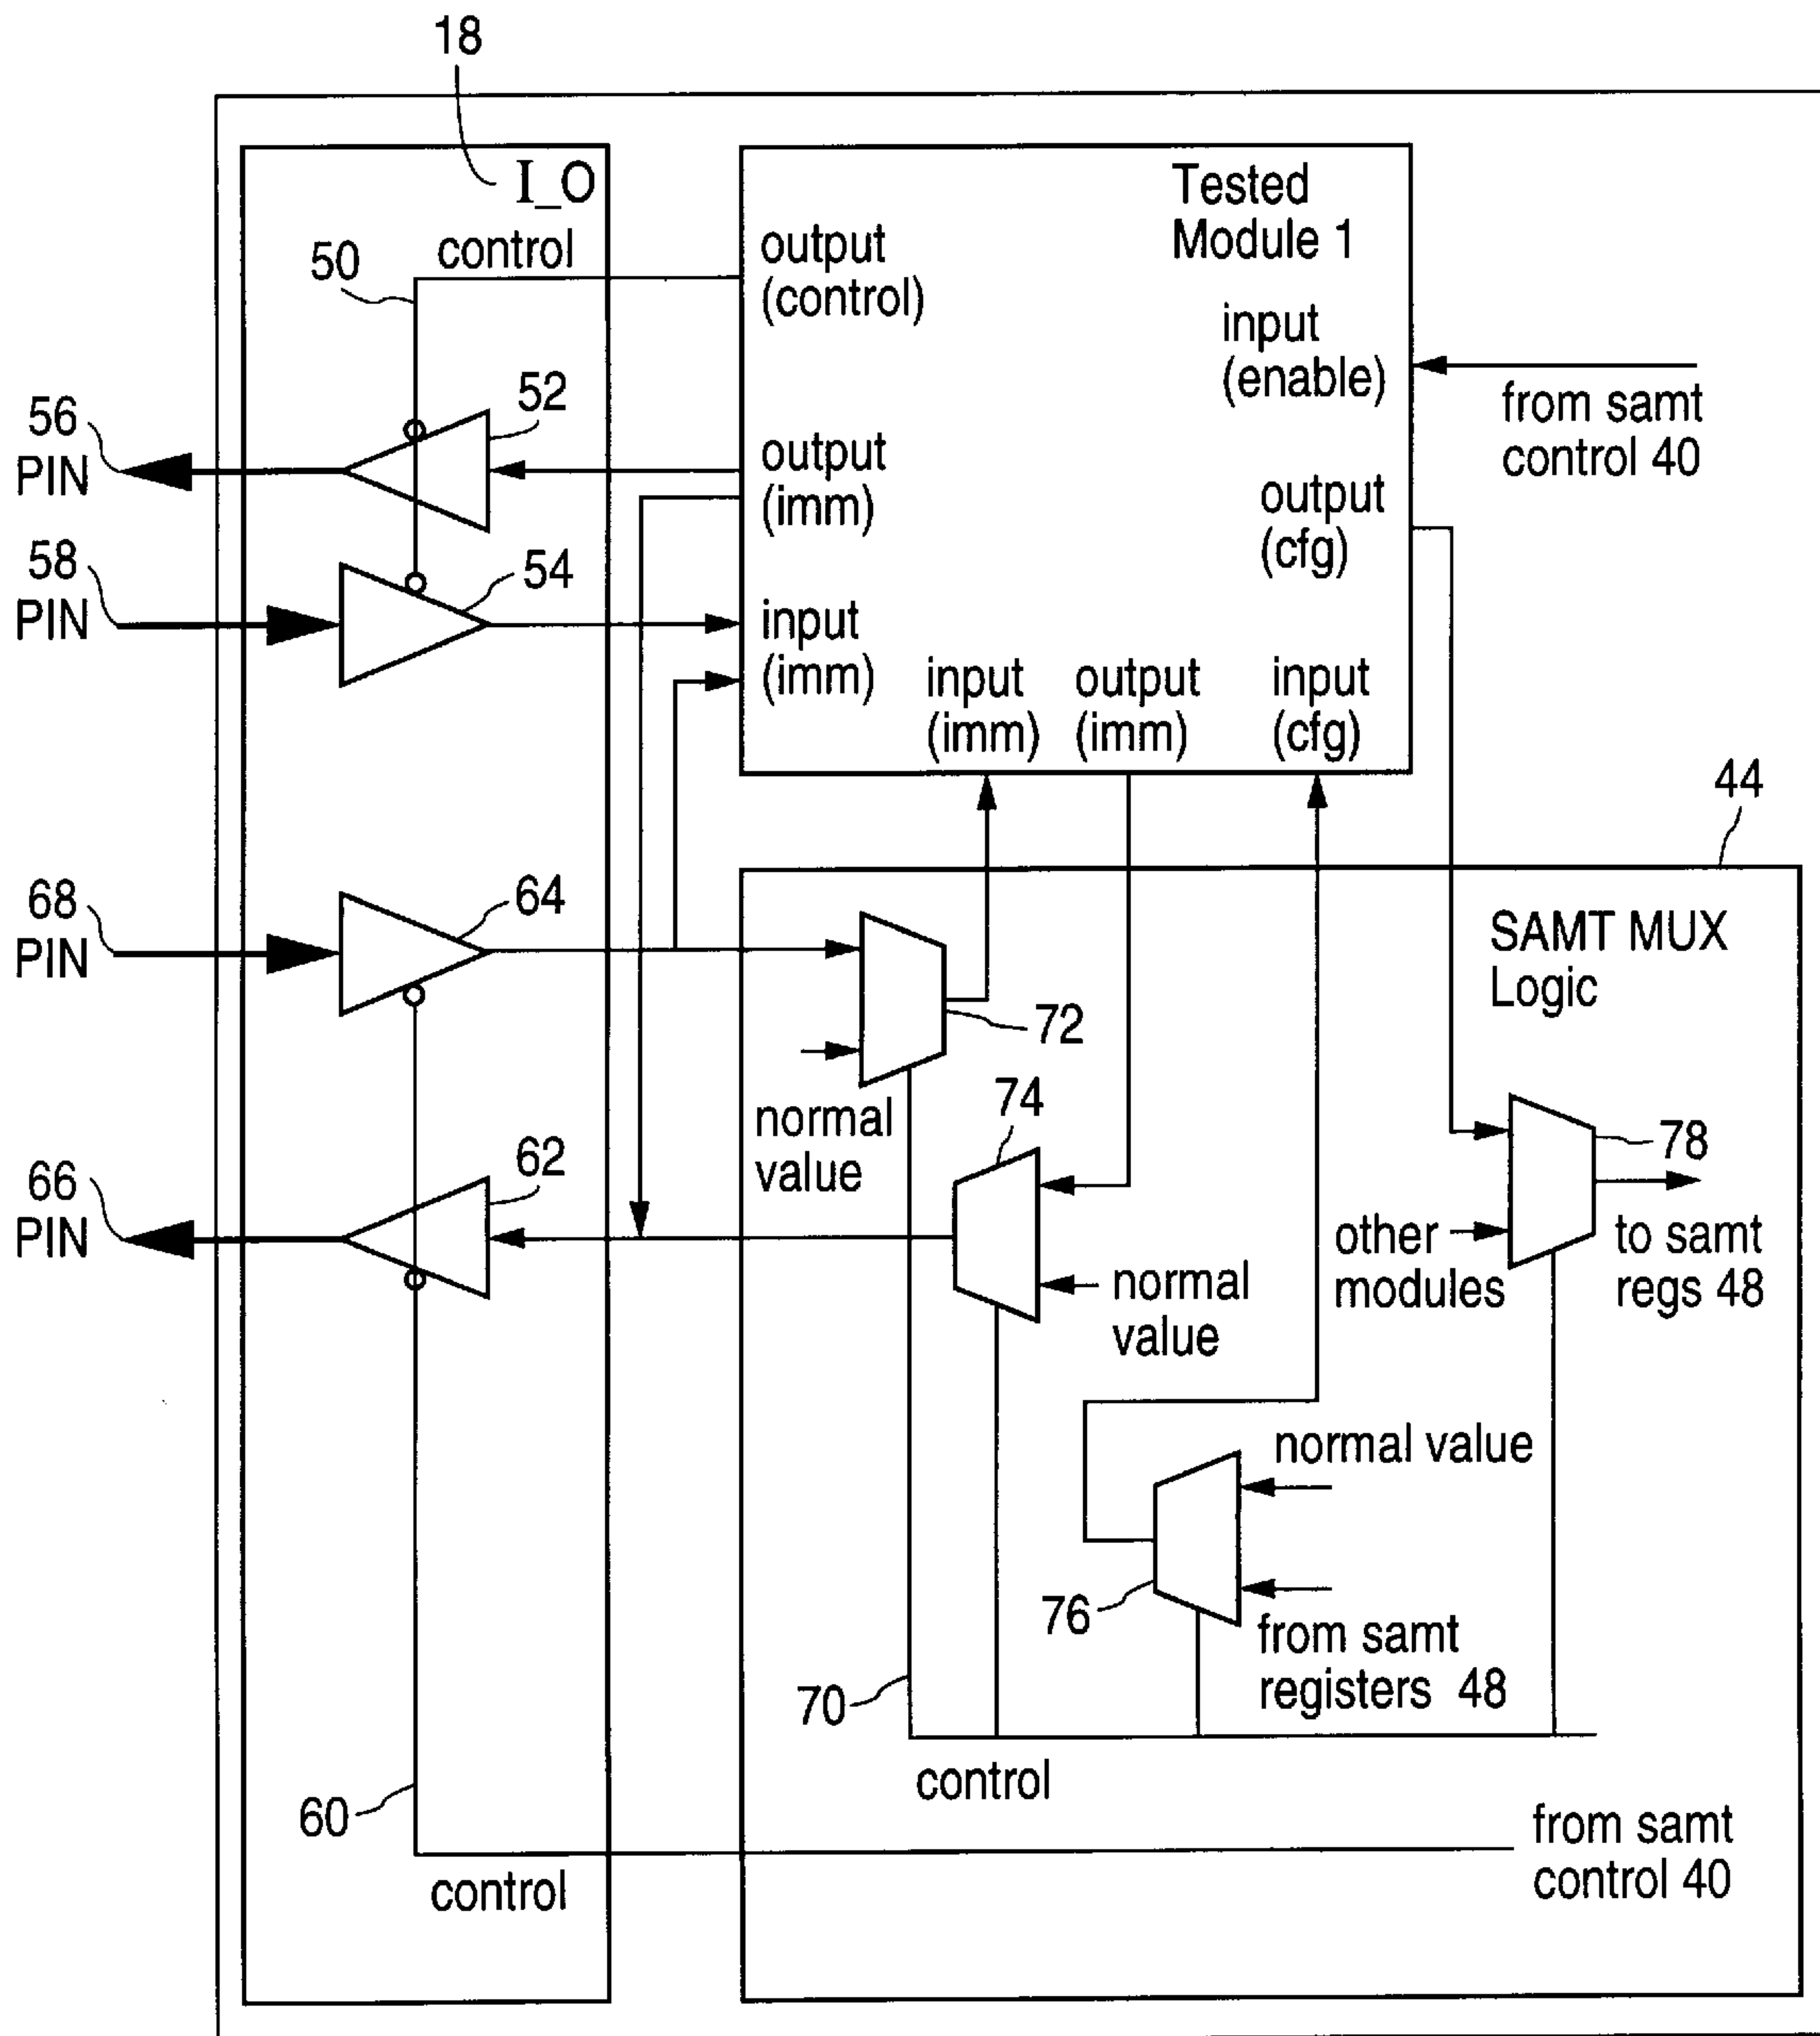 18
I_O
control
50
52
56
PIN
58
PIN
54
Tested
Module 1
output
(control)
input
(enable)
from samt
control 40
output
(imm)
output
(cfg)
input
(imm)
input
(imm)
output
(imm)
input
(cfg)
44
68
PIN
64
SAMT MUX
Logic
72
normal
value
74
78
66
PIN
62
other
modules
to samt
regs 48
normal
value
normal value
76
from samt
registers 48
70
control
60
from samt
control 40
control